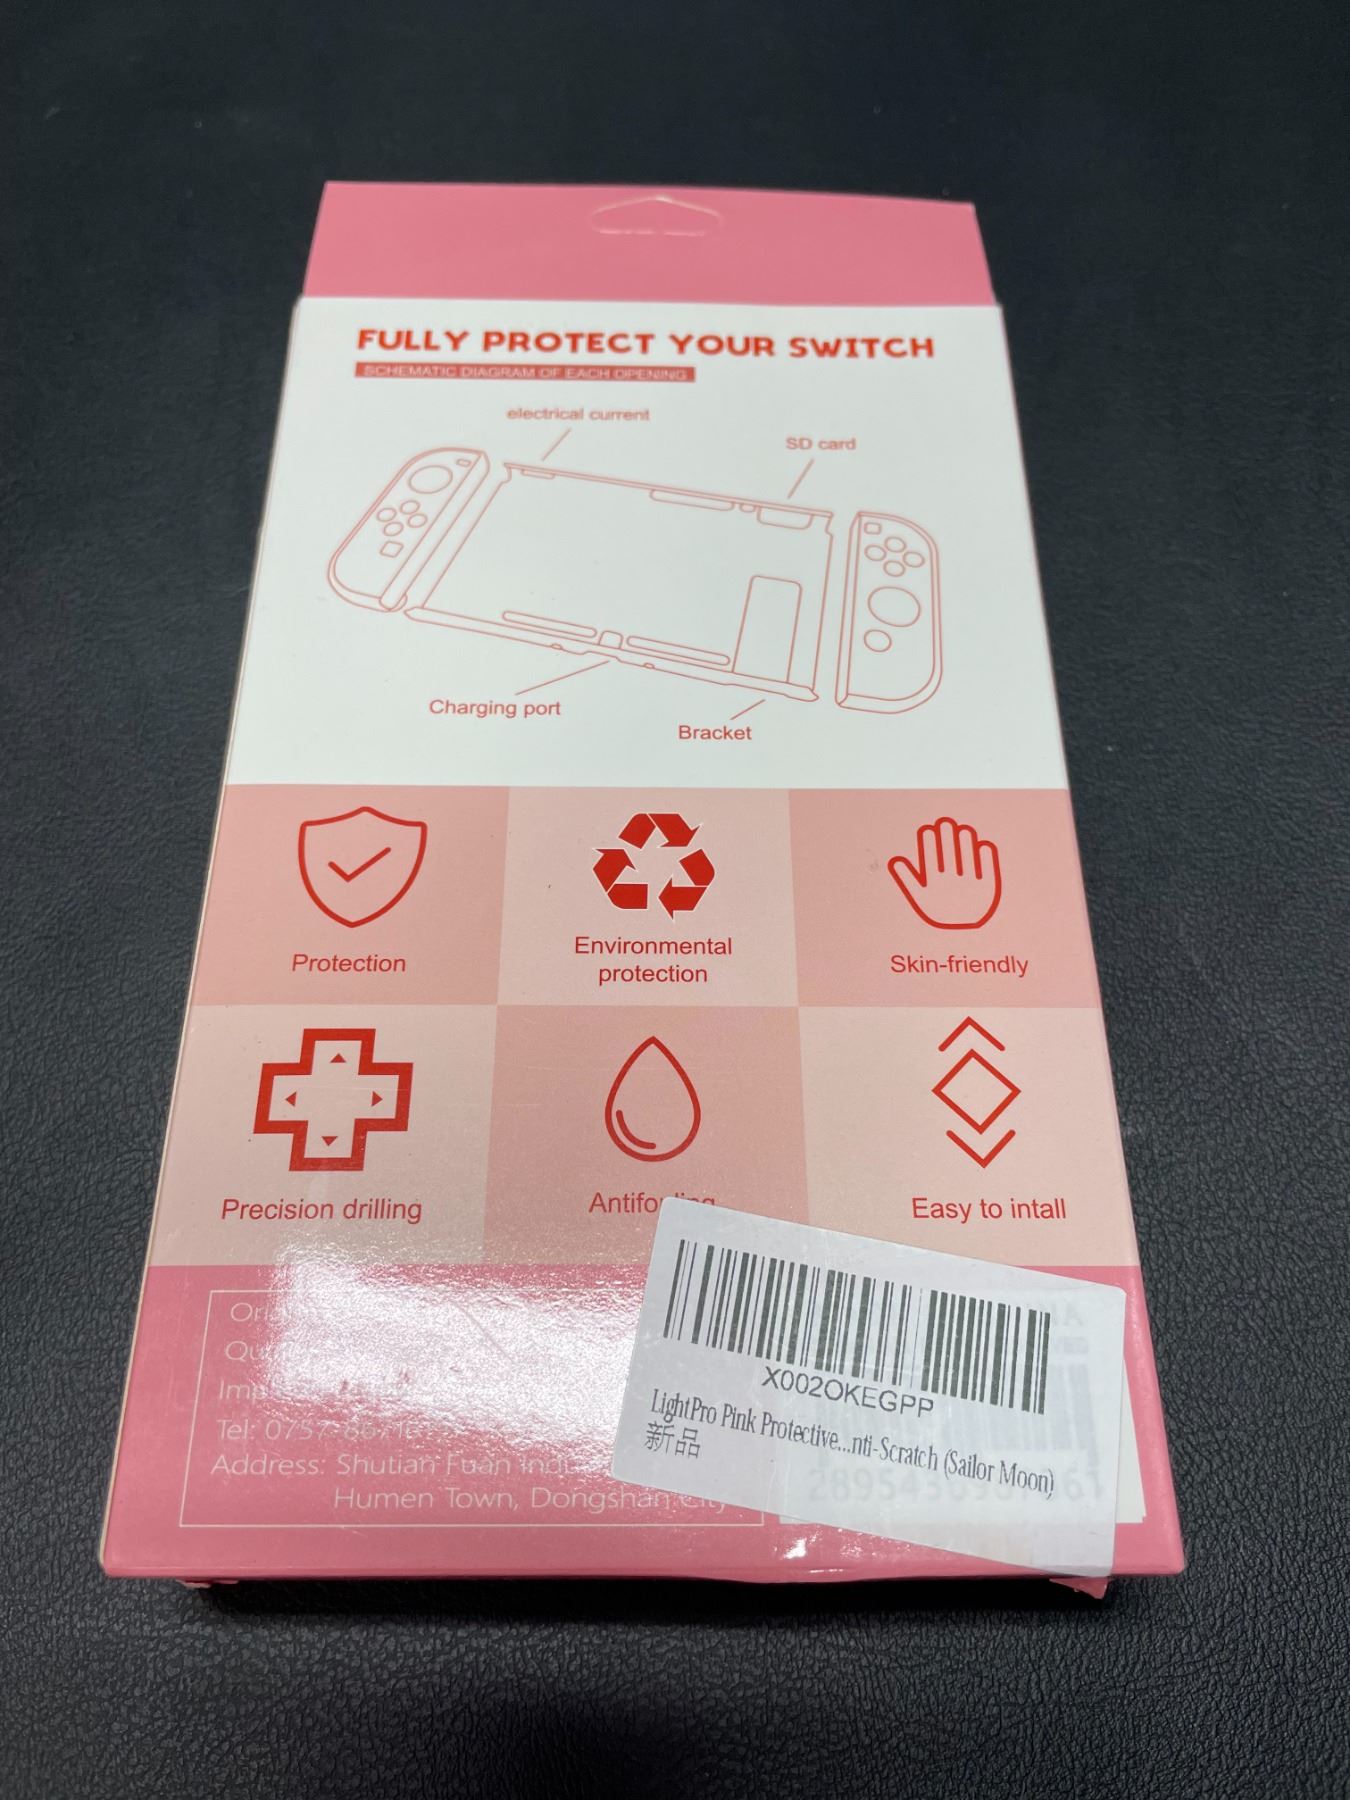 FULLY PROTECT YOUR SWITCH
SCHEMATIC DIAGRAM OF EACH OPENING
electrical current
SD card
Charging port
Bracket
Protection
Environmental
protection
Skin-friendly
Precision drilling
Easy to intall
Tel:
Address: Shutian Fuan
Humen Town, Dongshan City
X002OKEGPP
LightPro Pink Protective...nti-Scratch (Sailor Moon)
新品